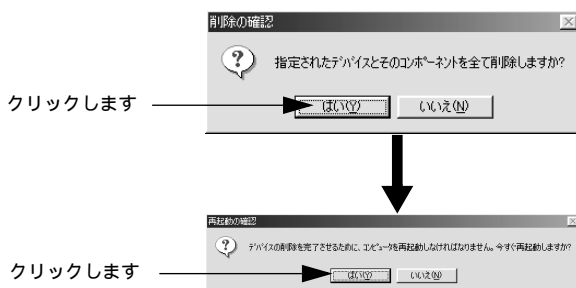 削除の確認
指定されたﾃﾞﾊﾞｲｽとそのｺﾝﾎﾟｰﾈﾝﾄを全て削除しますか?
クリックします
はい(Y)
いいえ(N)
再起動の確認
ﾃﾞﾊﾞｲｽの削除を完了させるために、ｺﾝﾋﾟｭｰﾀを再起動しなければなりません。今すぐ再起動しますか?
クリックします
はい(Y)
いいえ(N)